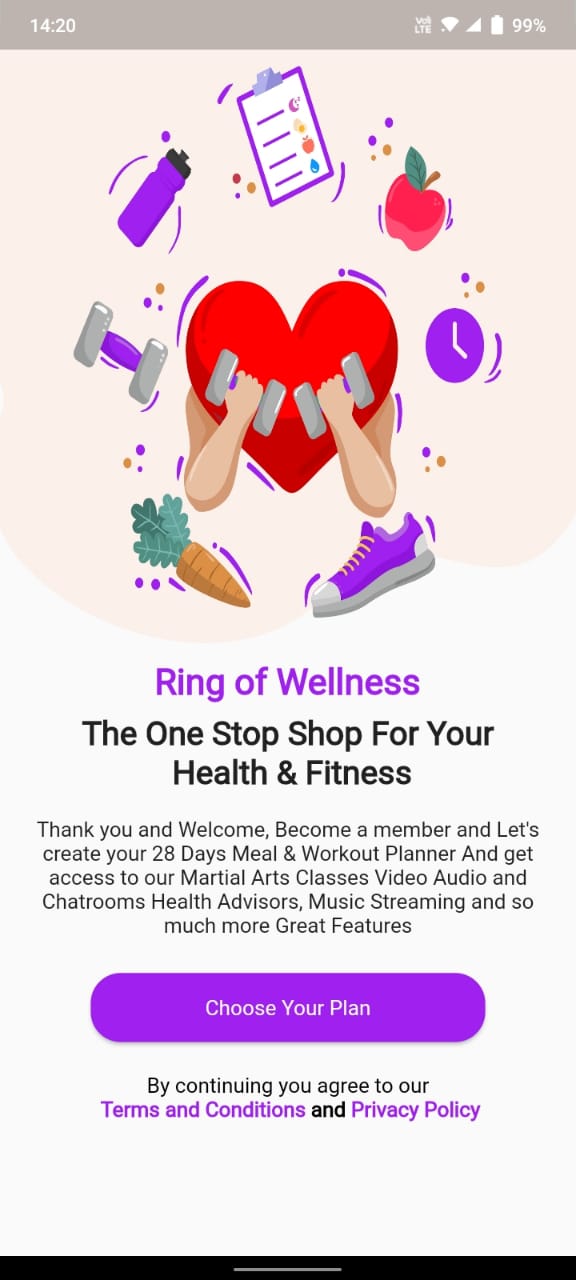 14:20
Vo))
LTE
99%
Ring of Wellness
The One Stop Shop For Your
Health & Fitness
Thank you and Welcome, Become a member and Let's
create your 28 Days Meal & Workout Planner And get
access to our Martial Arts Classes Video Audio and
Chatrooms Health Advisors, Music Streaming and so
much more Great Features
Choose Your Plan
By continuing you agree to our
Terms and Conditions and Privacy Policy